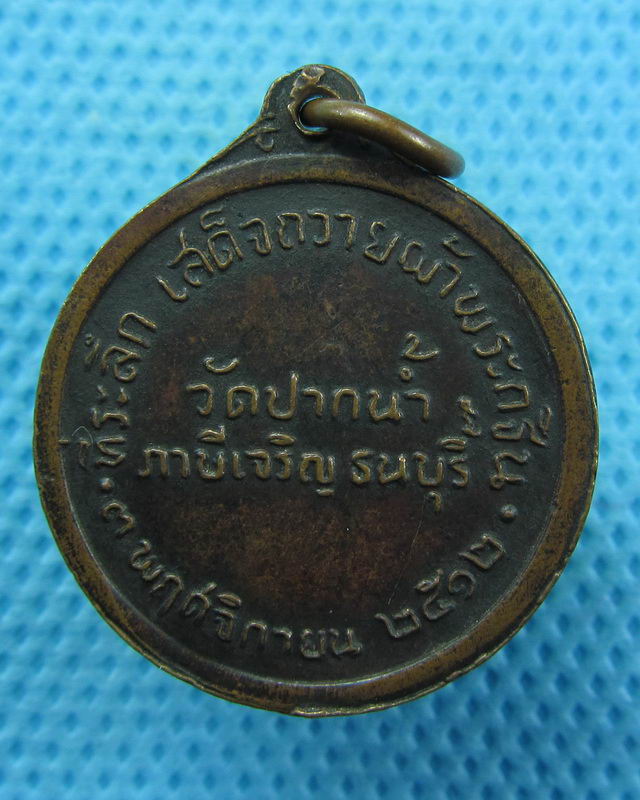 ที่ระลึก เสด็จถวายผ้าพระกฐิน
วัดปากน้ำ
ภาษีเจริญ ธนบุรี
๓ พฤศจิกายน ๒๕๑๒